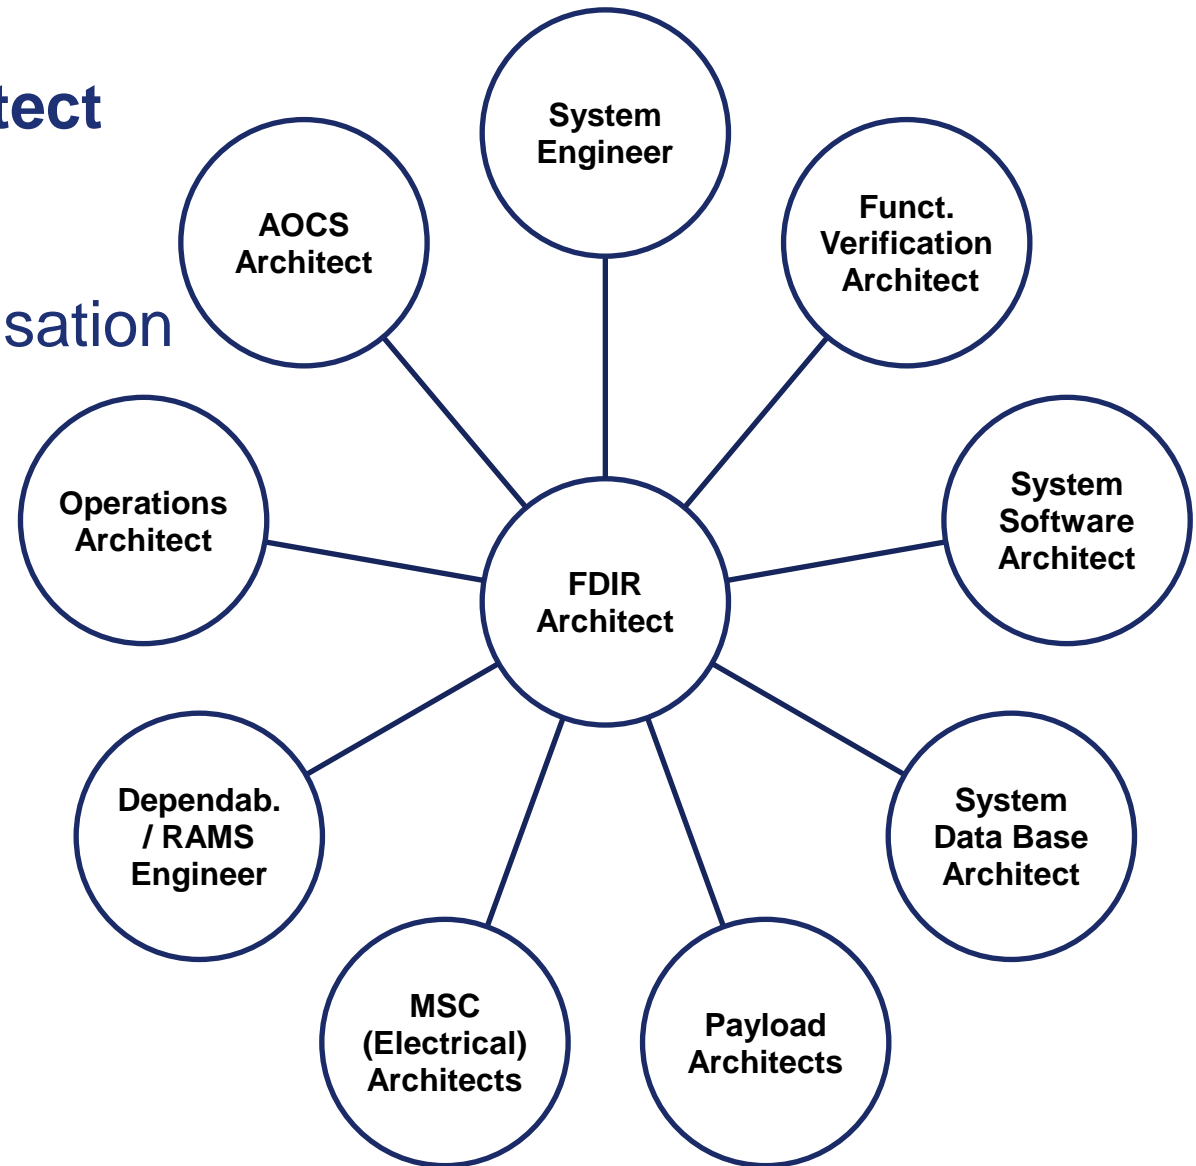 tect
sation
System
Engineer
AOCS
Architect
Funct.
Verification
Architect
Operations
Architect
System
Software
Architect
FDIR
Architect
Dependab.
/ RAMS
Engineer
System
Data Base
Architect
MSC
(Electrical)
Architects
Payload
Architects